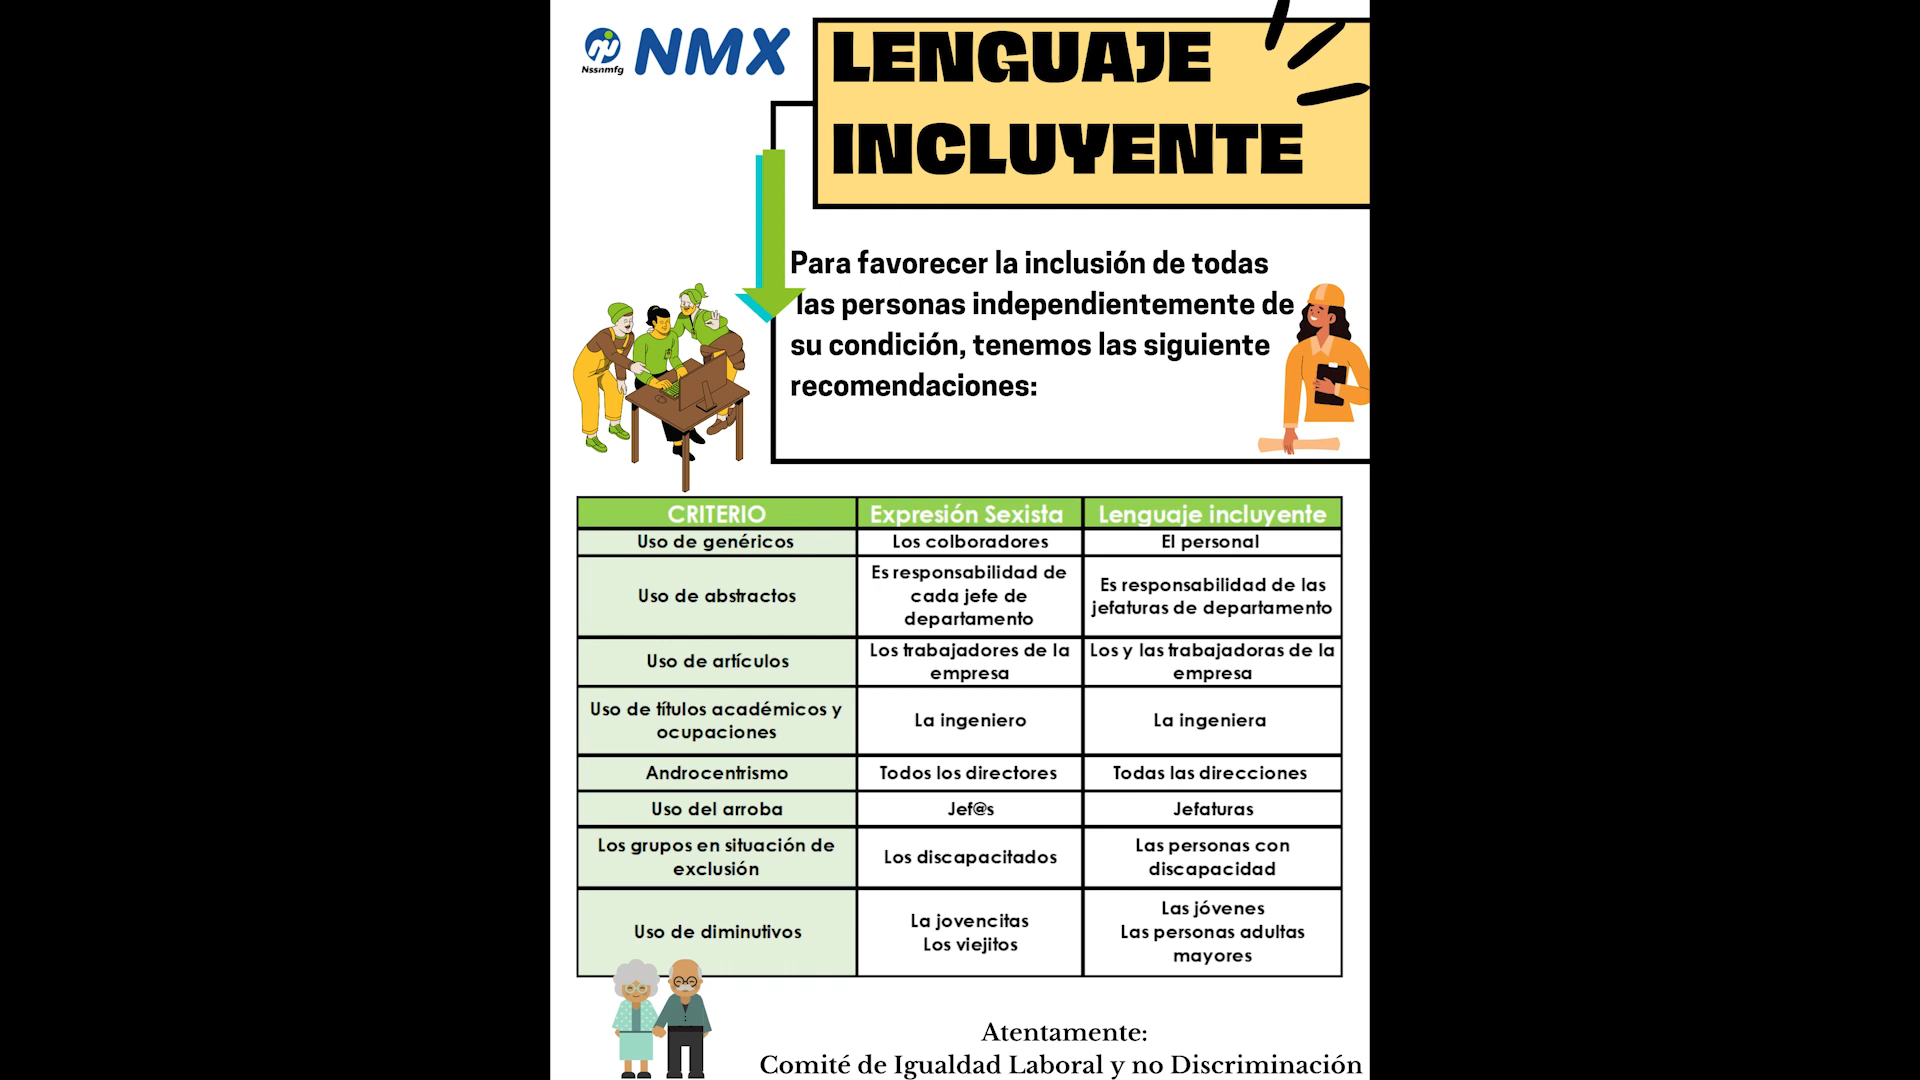 Nssnmfg
NMX
LENGUAJE
INCLUYENTE
Para favorecer la inclusión de todas
las personas independientemente de
su condición, tenemos las siguiente
recomendaciones:
CRITERIO Expresión Sexista Lenguaje incluyente
Uso de genéricos Los colboradores El personal
Uso de abstractos
Es responsabilidad de
cada jefe de
departamento
Es responsabilidad de las
jefaturas de departamento
Uso de artículos
Los trabajadores de la
empresa
Los y las trabajadoras de la
empresa
Uso de títulos académicos y
ocupaciones
La ingeniero
La ingeniera
Androcentrismo Todos los directores Todas las direcciones
Uso del arroba Jef@s Jefaturas
Los grupos en situación de
exclusión
Los discapacitados
Las personas con
discapacidad
Uso de diminutivos
La jovencitas
Los viejitos
Las jóvenes
Las personas adultas
mayores
Atentamente:
Comité de Igualdad Laboral y no Discriminación